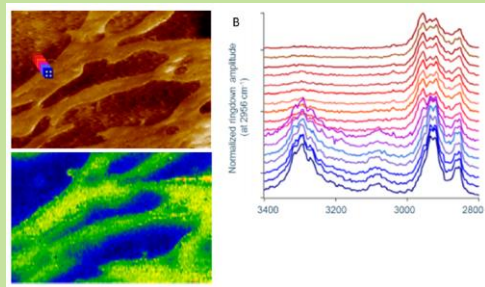 B
Normalized ringdown amplitude
(at 2956 cm⁻¹)
3400
3200
3000
2800